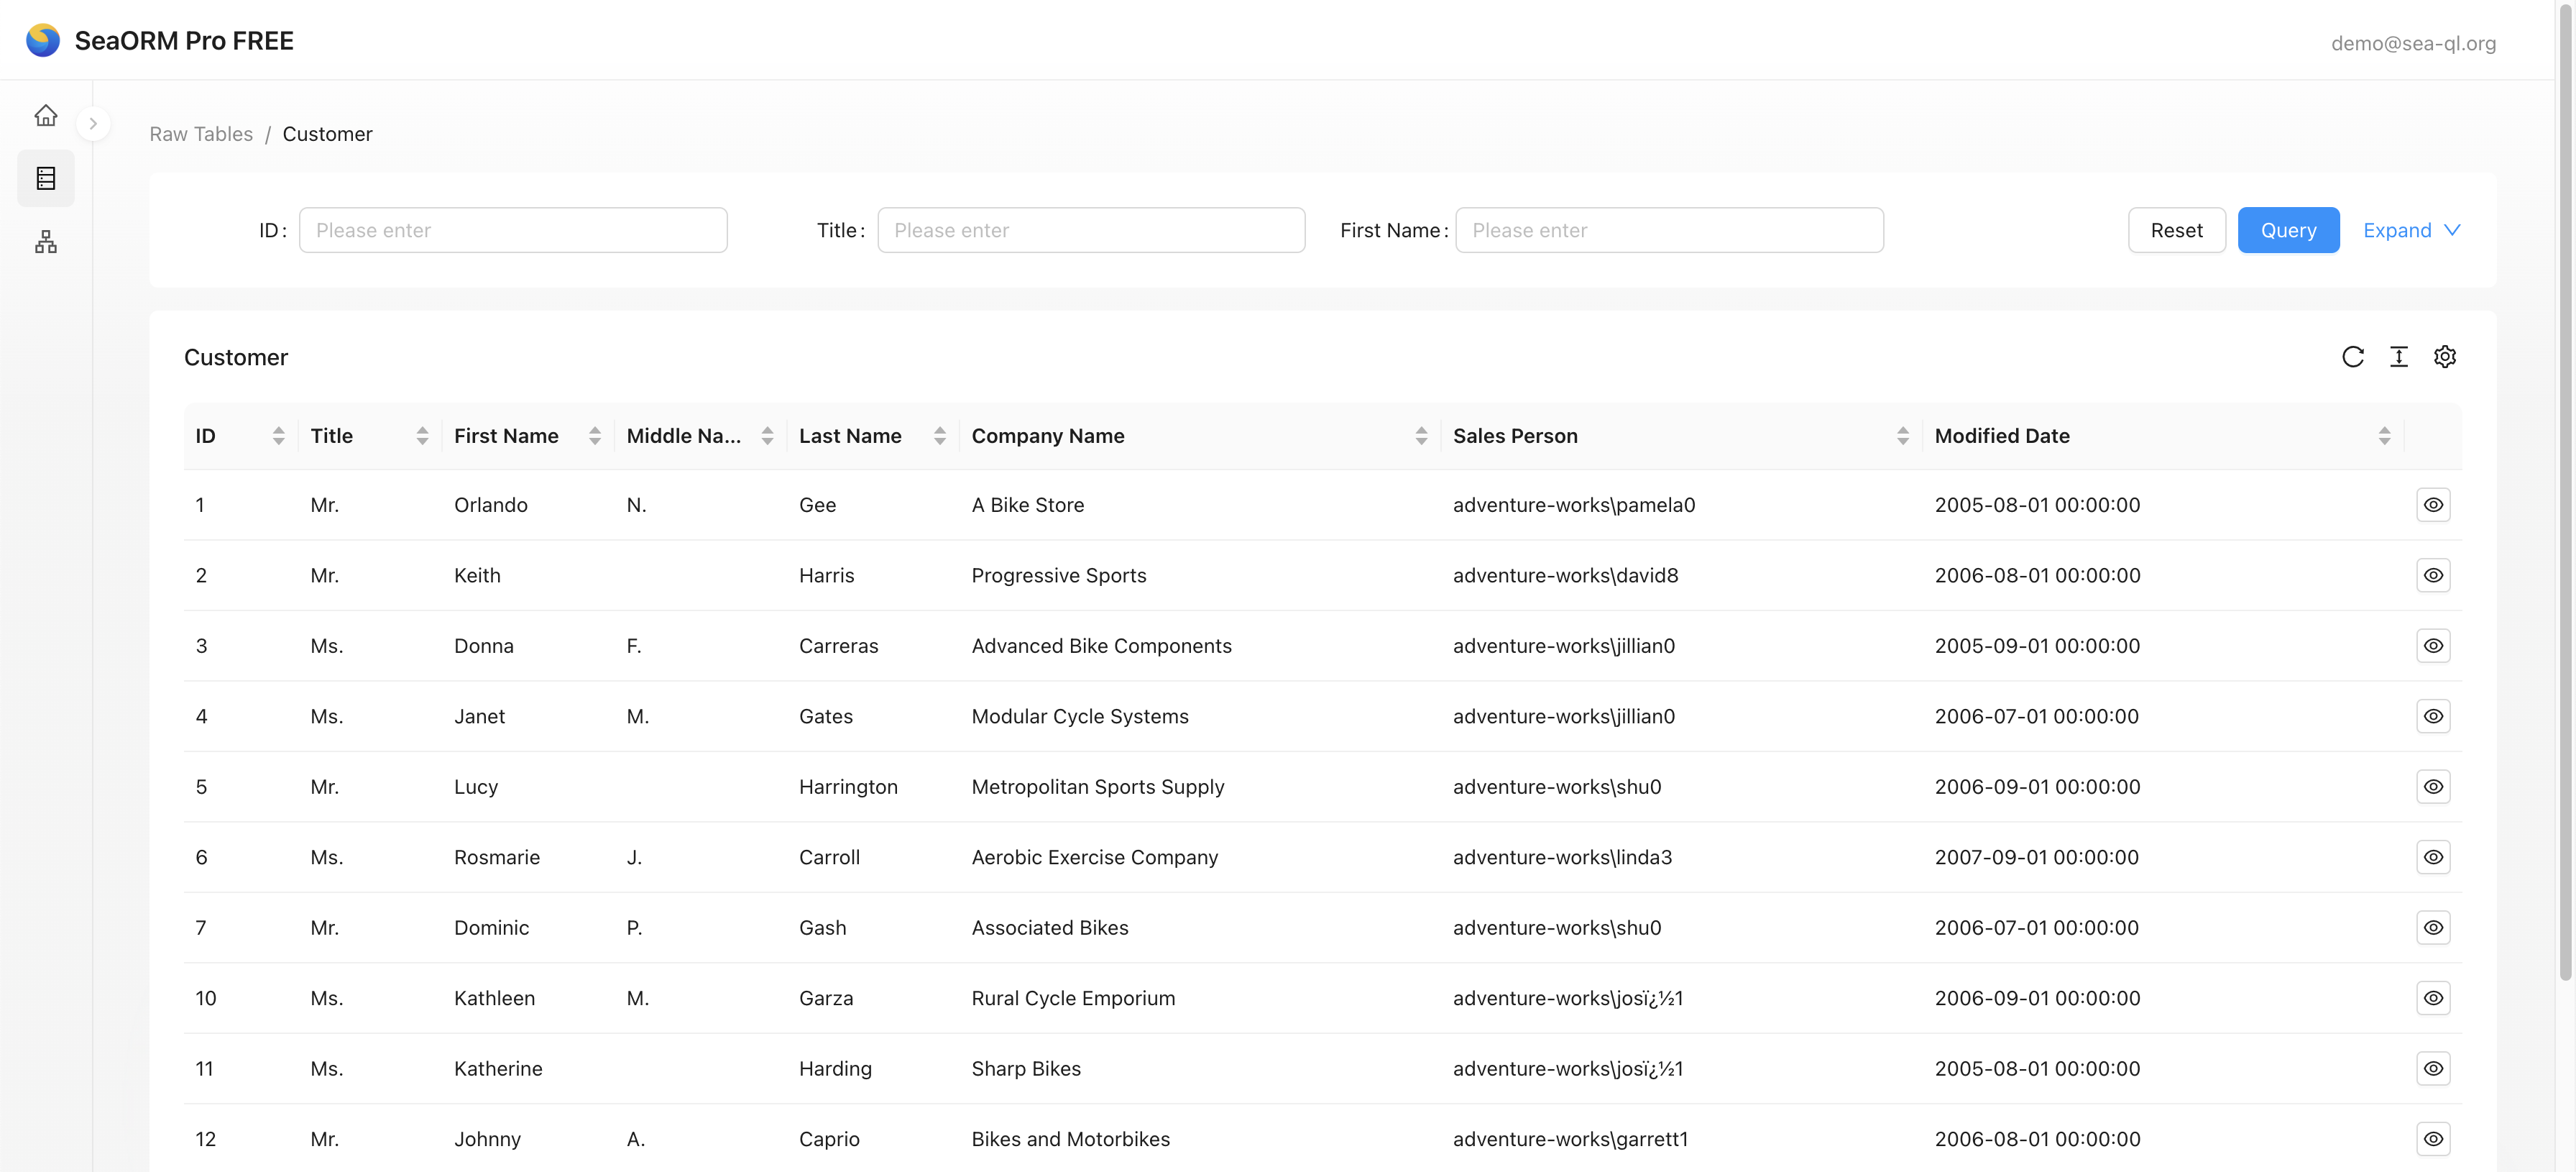 SeaORM Pro FREE
demo@sea-ql.org
Raw Tables / Customer
ID: Please enter Title: Please enter First Name: Please enter Reset Query Expand
Customer
ID Title First Name Middle Na... Last Name Company Name Sales Person Modified Date
1 Mr. Orlando N. Gee A Bike Store adventure-works\pamela0 2005-08-01 00:00:00
2 Mr. Keith Harris Progressive Sports adventure-works\david8 2006-08-01 00:00:00
3 Ms. Donna F. Carreras Advanced Bike Components adventure-works\jillian0 2005-09-01 00:00:00
4 Ms. Janet M. Gates Modular Cycle Systems adventure-works\jillian0 2006-07-01 00:00:00
5 Mr. Lucy Harrington Metropolitan Sports Supply adventure-works\shu0 2006-09-01 00:00:00
6 Ms. Rosmarie J. Carroll Aerobic Exercise Company adventure-works\linda3 2007-09-01 00:00:00
7 Mr. Dominic P. Gash Associated Bikes adventure-works\shu0 2006-07-01 00:00:00
10 Ms. Kathleen M. Garza Rural Cycle Emporium adventure-works\josï¿½1 2006-09-01 00:00:00
11 Ms. Katherine Harding Sharp Bikes adventure-works\josï¿½1 2005-08-01 00:00:00
12 Mr. Johnny A. Caprio Bikes and Motorbikes adventure-works\garrett1 2006-08-01 00:00:00